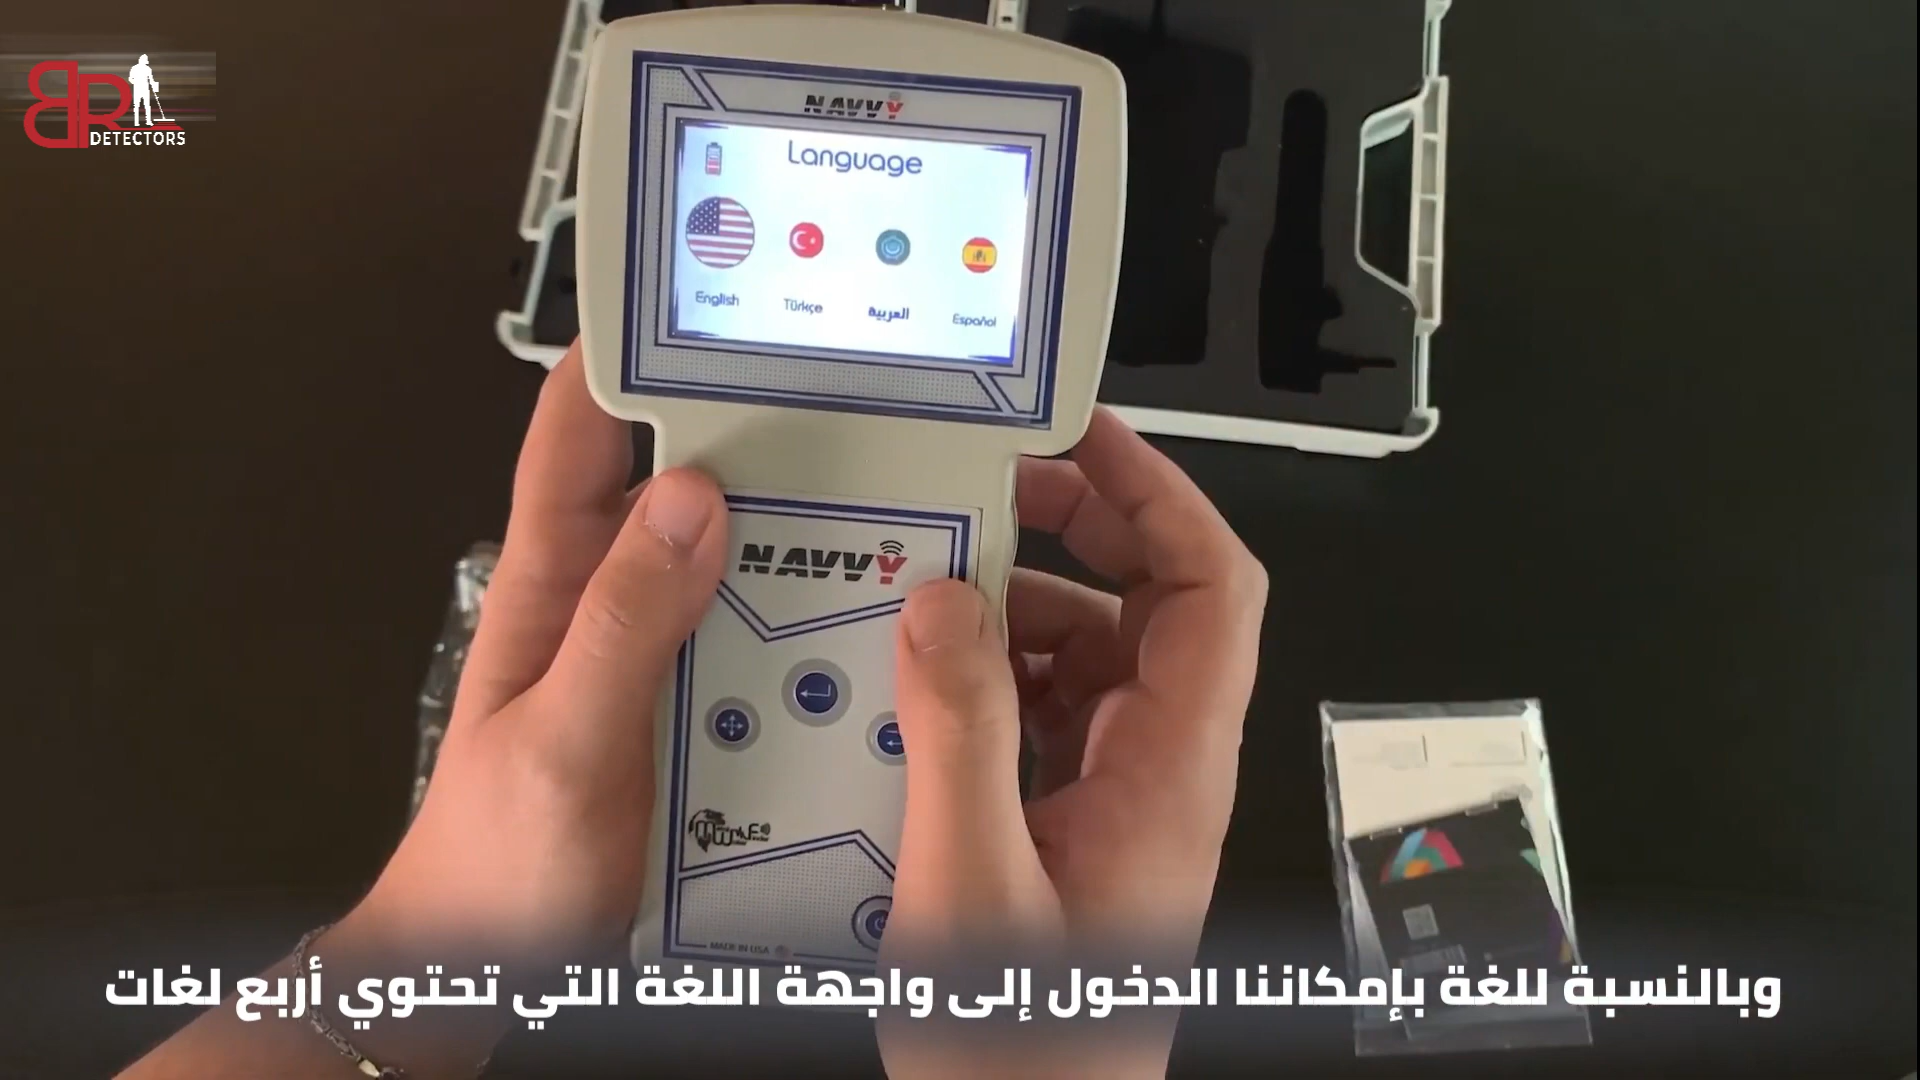 BR
DETECTORS
NAVVY
Language
English
Türkçe
العربية
Español
NAVVY
MADE IN USA
وبالنسبة للغة بإمكاننا الدخول إلى واجهة اللغة التي تحتوي أربع لغات